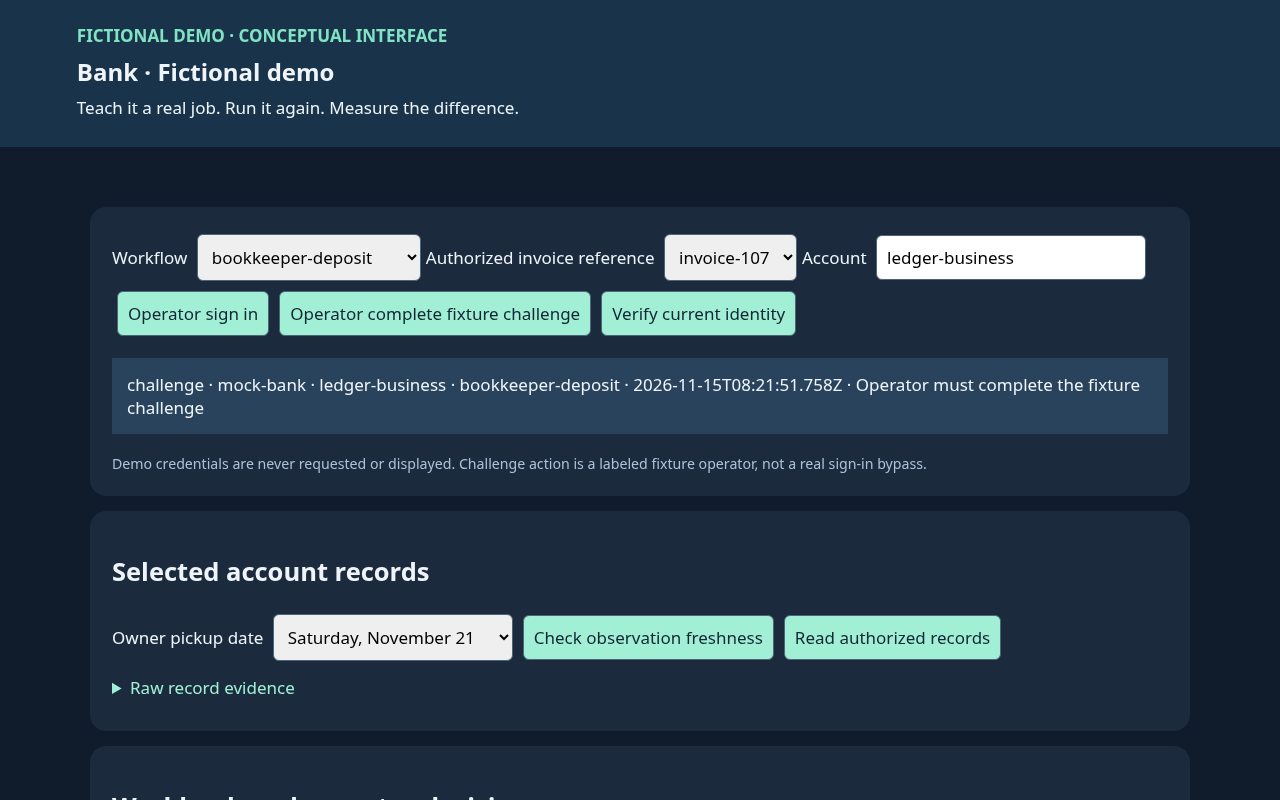 FICTIONAL DEMO · CONCEPTUAL INTERFACE
Bank · Fictional demo
Teach it a real job. Run it again. Measure the difference.
Workflow bookkeeper-deposit Authorized invoice reference invoice-107 Account ledger-business
Operator sign in Operator complete fixture challenge Verify current identity
challenge · mock-bank · ledger-business · bookkeeper-deposit · 2026-11-15T08:21:51.758Z · Operator must complete the fixture
challenge
Demo credentials are never requested or displayed. Challenge action is a labeled fixture operator, not a real sign-in bypass.
Selected account records
Owner pickup date Saturday, November 21 Check observation freshness Read authorized records
Raw record evidence